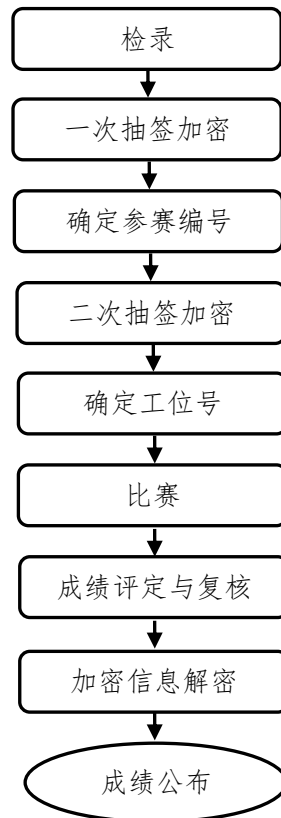 检录
一次抽签加密
确定参赛编号
二次抽签加密
确定工位号
比赛
成绩评定与复核
加密信息解密
成绩公布